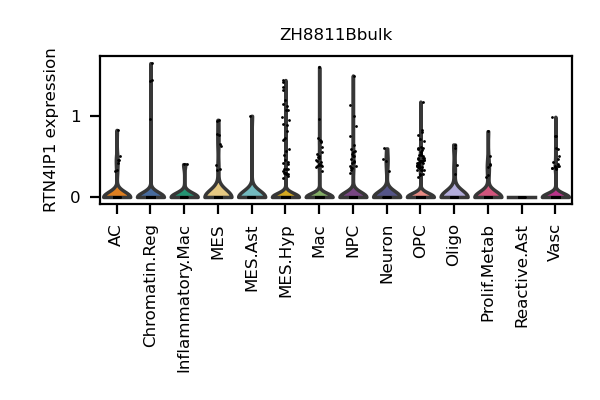 ZH8811Bbulk
RTN4IP1 expression
1
0
AC
Chromatin.Reg
Inflammatory.Mac
MES
MES.Ast
MES.Hyp
Mac
NPC
Neuron
OPC
Oligo
Prolif.Metab
Reactive.Ast
Vasc